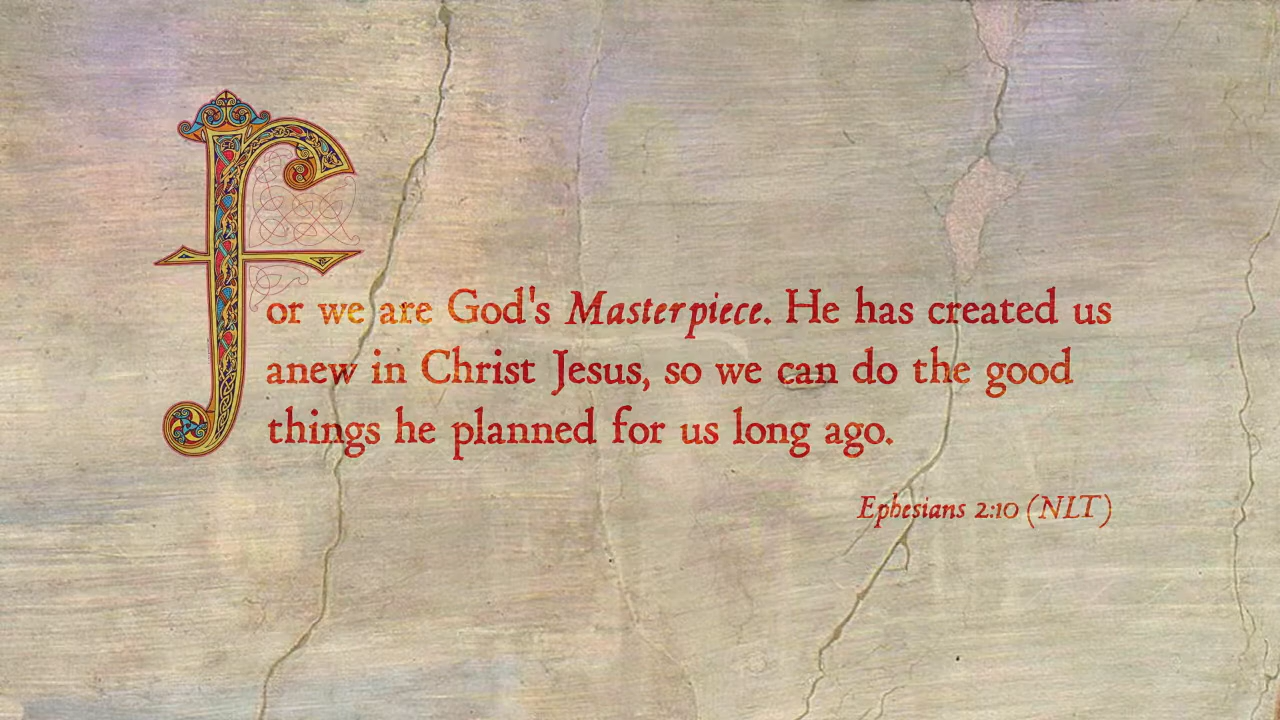 For we are God's Masterpiece. He has created us
anew in Christ Jesus, so we can do the good
things he planned for us long ago.
Ephesians 2:10 (NLT)